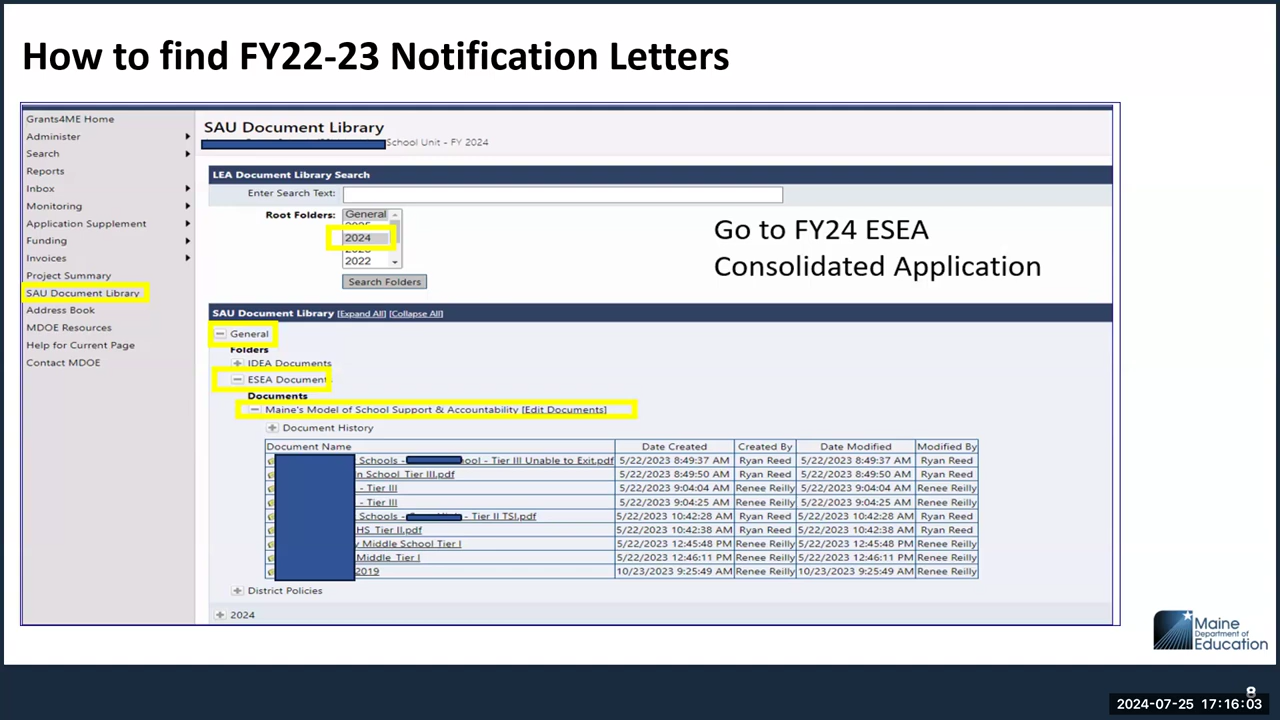 How to find FY22-23 Notification Letters
Grants4ME Home
Administer
Search
Reports
Inbox
Monitoring
Application Supplement
Funding
Invoices
Project Summary
SAU Document Library
Address Book
MDOE Resources
Help for Current Page
Contact MDOE
SAU Document Library
School Unit - FY 2024
LEA Document Library Search
Enter Search Text:
Root Folders:
General
2024
2022
Search Folders
Go to FY24 ESEA
Consolidated Application
SAU Document Library [Expand All] [Collapse All]
General
Folders
IDEA Documents
ESEA Document
Documents
Maine's Model of School Support & Accountability [Edit Documents]
Document History
Document Name Date Created Created By Date Modified Modified By
Schools - ool - Tier III Unable to Exit.pdf 5/22/2023 8:49:37 AM Ryan Reed 5/22/2023 8:49:37 AM Ryan Reed
n School_Tier III.pdf 5/22/2023 8:49:50 AM Ryan Reed 5/22/2023 8:49:50 AM Ryan Reed
- Tier III 5/22/2023 9:04:04 AM Renee Reilly 5/22/2023 9:04:04 AM Renee Reilly
- Tier III 5/22/2023 9:04:25 AM Renee Reilly 5/22/2023 9:04:25 AM Renee Reilly
Schools - - Tier II TSI.pdf 5/22/2023 10:42:28 AM Ryan Reed 5/22/2023 10:42:28 AM Ryan Reed
HS_Tier II.pdf 5/22/2023 10:42:38 AM Ryan Reed 5/22/2023 10:42:38 AM Ryan Reed
y Middle School Tier I 5/22/2023 12:45:48 PM Renee Reilly 5/22/2023 12:45:48 PM Renee Reilly
Middle_Tier I 5/22/2023 12:46:11 PM Renee Reilly 5/22/2023 12:46:11 PM Renee Reilly
2019 10/23/2023 9:25:49 AM Renee Reilly 10/23/2023 9:25:49 AM Renee Reilly
District Policies
2024
Maine
Department of
Education
8
2024-07-25 17:16:03